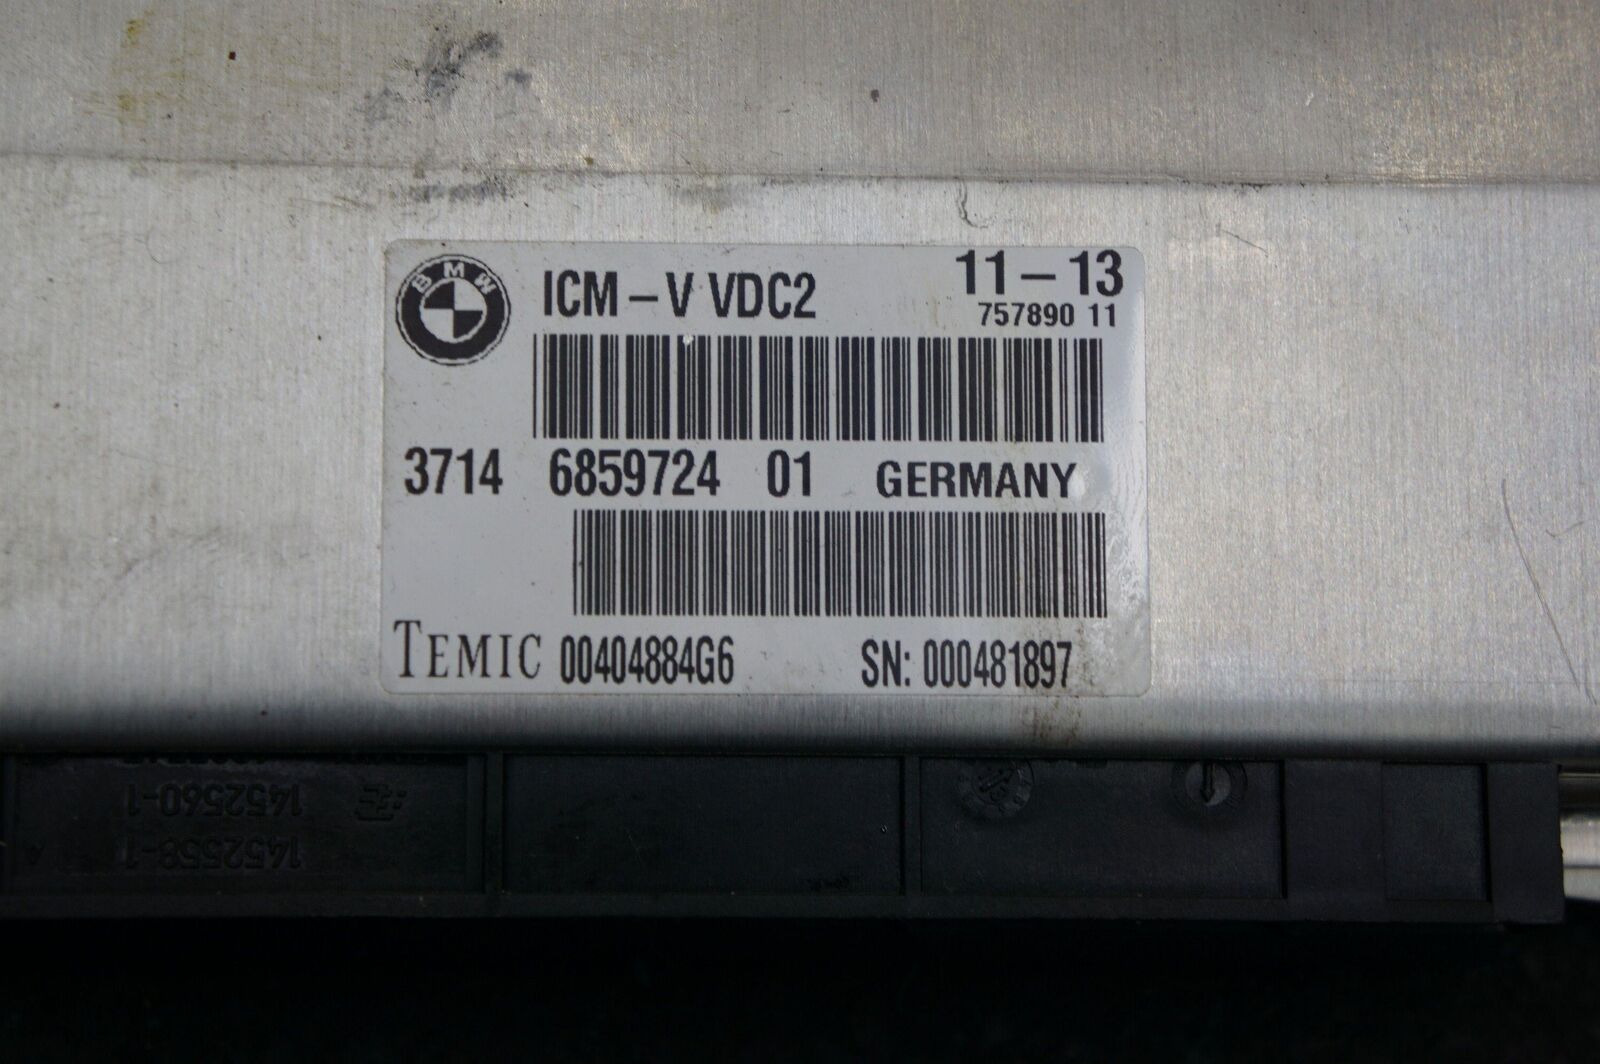 BMW
ICM – V VDC2
11 – 13
757890 11
3714 6859724 01 GERMANY
TEMIC 00404884G6 SN: 000481897
1452560-1
1452558-1